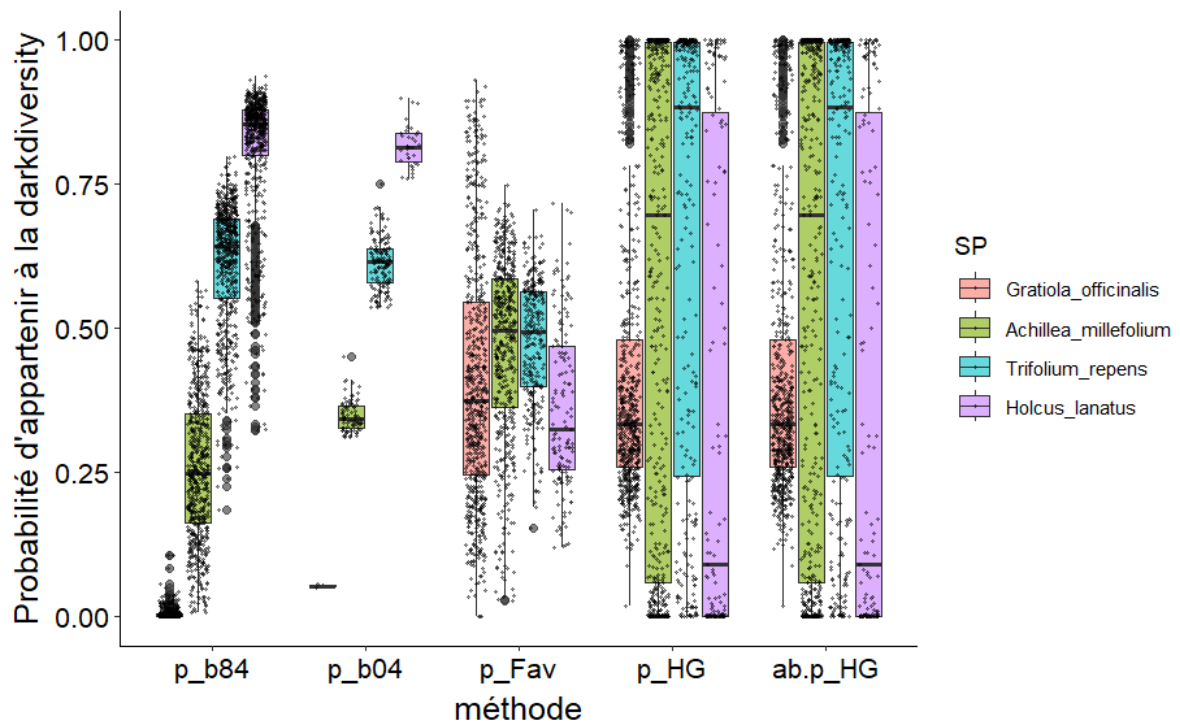 Probabilité d'appartenir à la darkdiversity
1.00
0.75
0.50
0.25
0.00
p_b84
p_b04
p_Fav
p_HG
ab.p_HG
méthode
SP
Gratiola_officinalis
Achillea_millefolium
Trifolium_repens
Holcus_lanatus